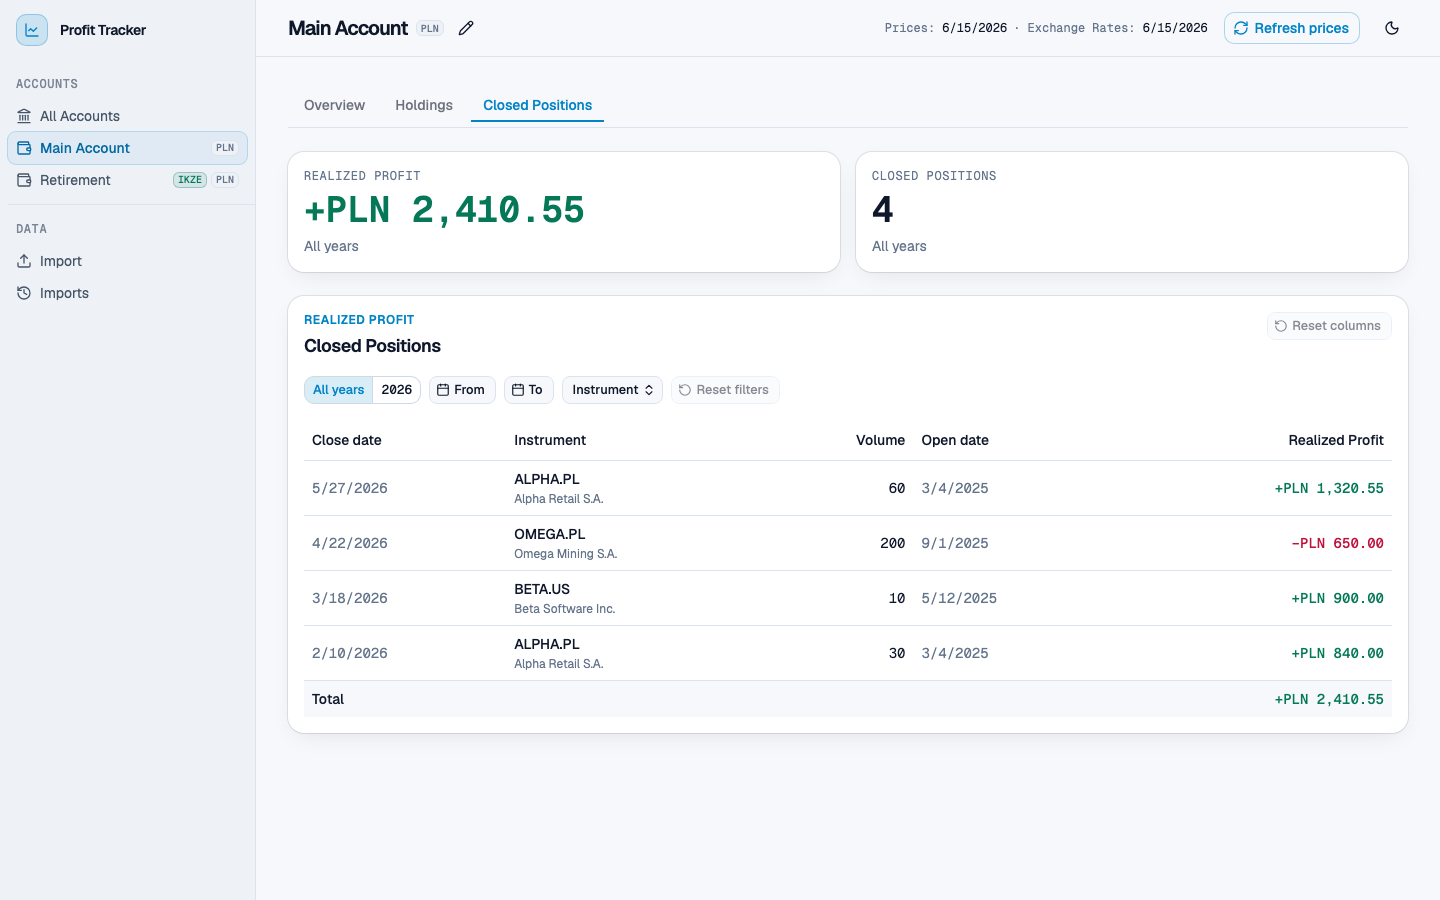 Profit Tracker
ACCOUNTS
All Accounts
Main Account PLN
Retirement IKZE PLN
DATA
Import
Imports
Main Account PLN
Prices: 6/15/2026 · Exchange Rates: 6/15/2026
Refresh prices
Overview Holdings Closed Positions
REALIZED PROFIT
+PLN 2,410.55
All years
CLOSED POSITIONS
4
All years
REALIZED PROFIT
Closed Positions
Reset columns
All years 2026 From To Instrument Reset filters
Close date Instrument Volume Open date Realized Profit
5/27/2026 ALPHA.PL 60 3/4/2025 +PLN 1,320.55
Alpha Retail S.A.
4/22/2026 OMEGA.PL 200 9/1/2025 −PLN 650.00
Omega Mining S.A.
3/18/2026 BETA.US 10 5/12/2025 +PLN 900.00
Beta Software Inc.
2/10/2026 ALPHA.PL 30 3/4/2025 +PLN 840.00
Alpha Retail S.A.
Total +PLN 2,410.55